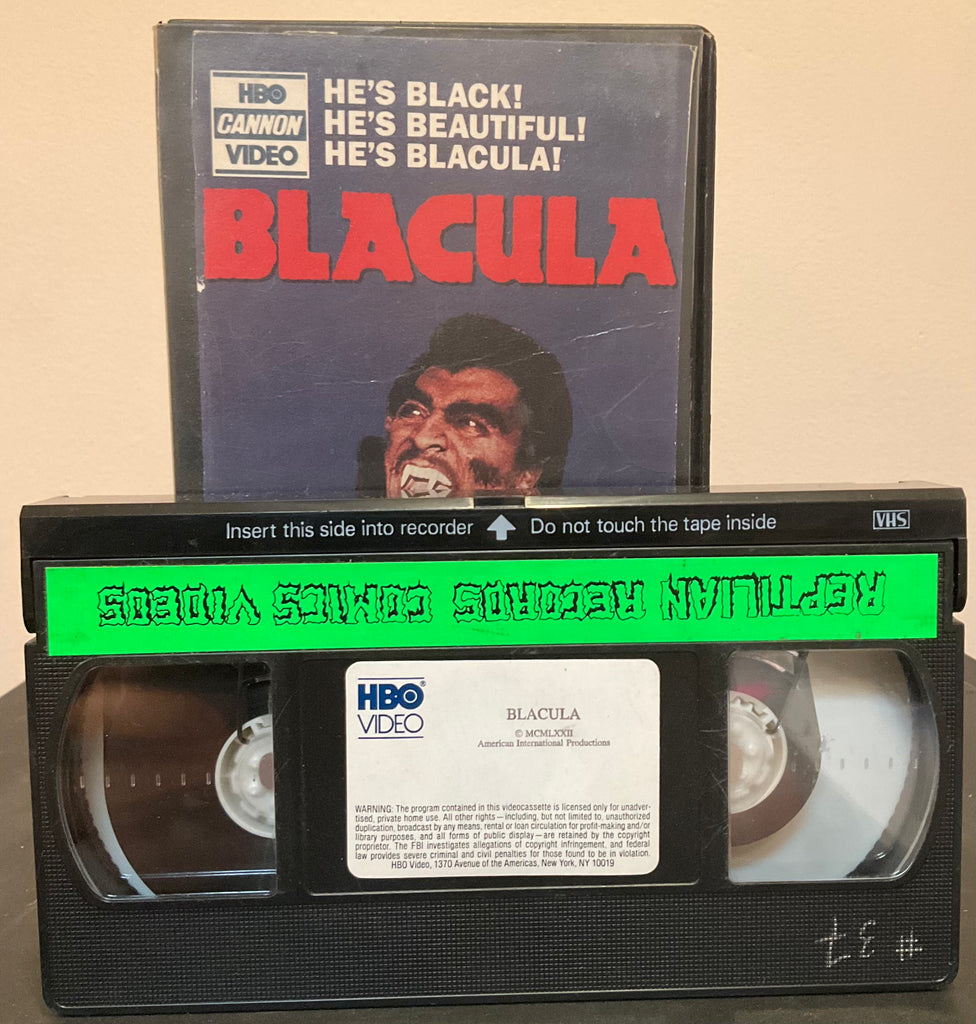 HBO
CANNON
VIDEO
HE'S BLACK!
HE'S BEAUTIFUL!
HE'S BLACULA!
BLACULA
Insert this side into recorder Do not touch the tape inside
VHS
REPTILIAN RECORDS COMICS VIDEOS
HBO®
VIDEO
BLACULA
© MCMLXXII
American International Productions
WARNING: The program contained in this videocassette is licensed only for unadver-
tised, private home use. All other rights—including, but not limited to, unauthorized
duplication, broadcast by any means, rental or loan circulation for profit-making and/or
library purposes, and all forms of public display—are retained by the copyright
proprietor. The FBI investigates allegations of copyright infringement, and federal
law provides severe criminal and civil penalties for those found to be in violation.
HBO Video, 1370 Avenue of the Americas, New York, NY 10019
# 37